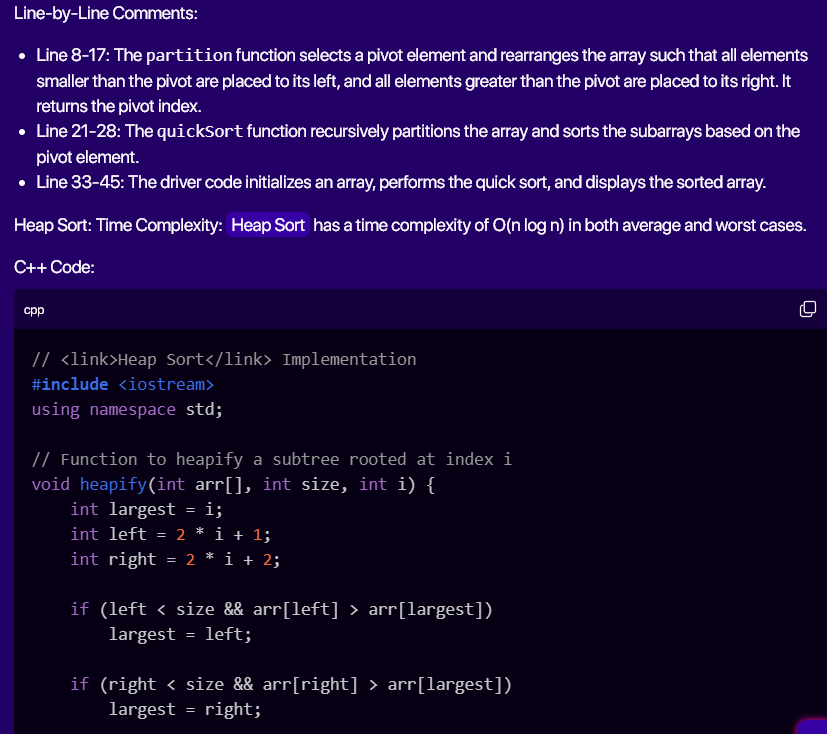 Line-by-Line Comments:
• Line 8-17: The partition function selects a pivot element and rearranges the array such that all elements
smaller than the pivot are placed to its left, and all elements greater than the pivot are placed to its right. It
returns the pivot index.
• Line 21-28: The quickSort function recursively partitions the array and sorts the subarrays based on the
pivot element.
• Line 33-45: The driver code initializes an array, performs the quick sort, and displays the sorted array.
Heap Sort: Time Complexity: Heap Sort has a time complexity of O(n log n) in both average and worst cases.
C++ Code:
cpp
// <link>Heap Sort</link> Implementation
#include <iostream>
using namespace std;
// Function to heapify a subtree rooted at index i
void heapify(int arr[], int size, int i) {
    int largest = i;
    int left = 2 * i + 1;
    int right = 2 * i + 2;
    if (left < size && arr[left] > arr[largest])
        largest = left;
    if (right < size && arr[right] > arr[largest])
        largest = right;